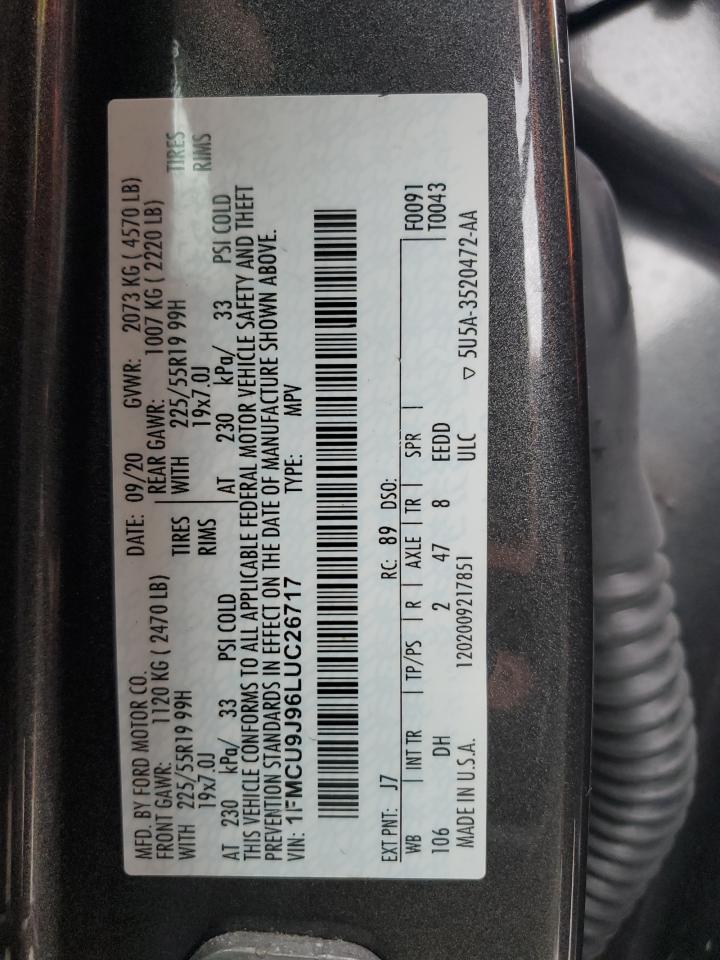 MFD. BY FORD MOTOR CO.
DATE: 09/20 GVWR: 2073 KG ( 4570 LB)
FRONT GAWR: 1120 KG ( 2470 LB) REAR GAWR: 1007 KG ( 2220 LB)
WITH 225/55R19 99H TIRES WITH 225/55R19 99H TIRES
19x7.0J RIMS 19x7.0J RIMS
AT 230 kPa/ 33 PSI COLD AT 230 kPa/ 33 PSI COLD
THIS VEHICLE CONFORMS TO ALL APPLICABLE FEDERAL MOTOR VEHICLE SAFETY AND THEFT
PREVENTION STANDARDS IN EFFECT ON THE DATE OF MANUFACTURE SHOWN ABOVE.
VIN: 1FMCU9J96LUC26717 TYPE: MPV
EXT PNT: J7 RC: 89 DSO:
WB | INT TR | TP/PS | R | AXLE | TR | SPR | F0091
106 DH 2 47 8 EEDD T0043
1202009217851 ULC
MADE IN U.S.A. ▽ 5U5A-3520472-AA